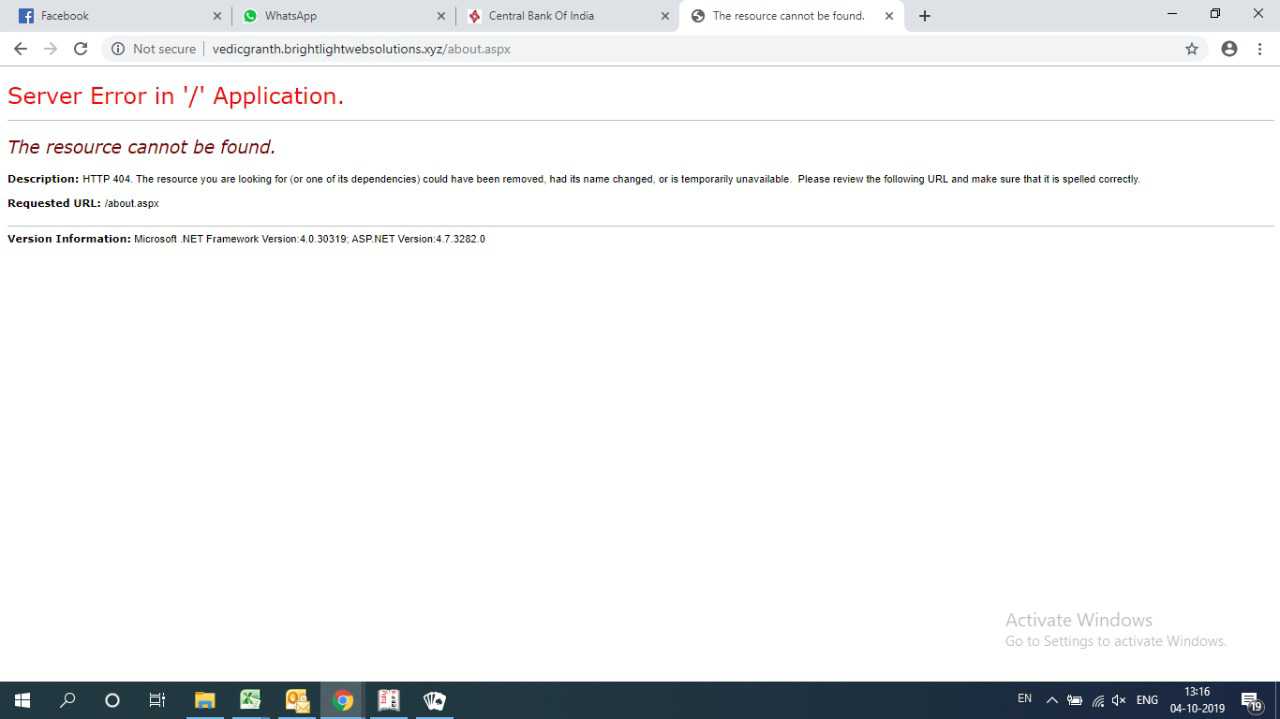 Facebook
WhatsApp
Central Bank Of India
The resource cannot be found.
Not secure
vedicgranth.brightlightwebsolutions.xyz/about.aspx
Server Error in '/' Application.
The resource cannot be found.
Description: HTTP 404. The resource you are looking for (or one of its dependencies) could have been removed, had its name changed, or is temporarily unavailable.  Please review the following URL and make sure that it is spelled correctly.
Requested URL: /about.aspx
Version Information: Microsoft .NET Framework Version:4.0.30319; ASP.NET Version:4.7.3282.0
Activate Windows
Go to Settings to activate Windows.
EN
ENG
13:16
04-10-2019
19